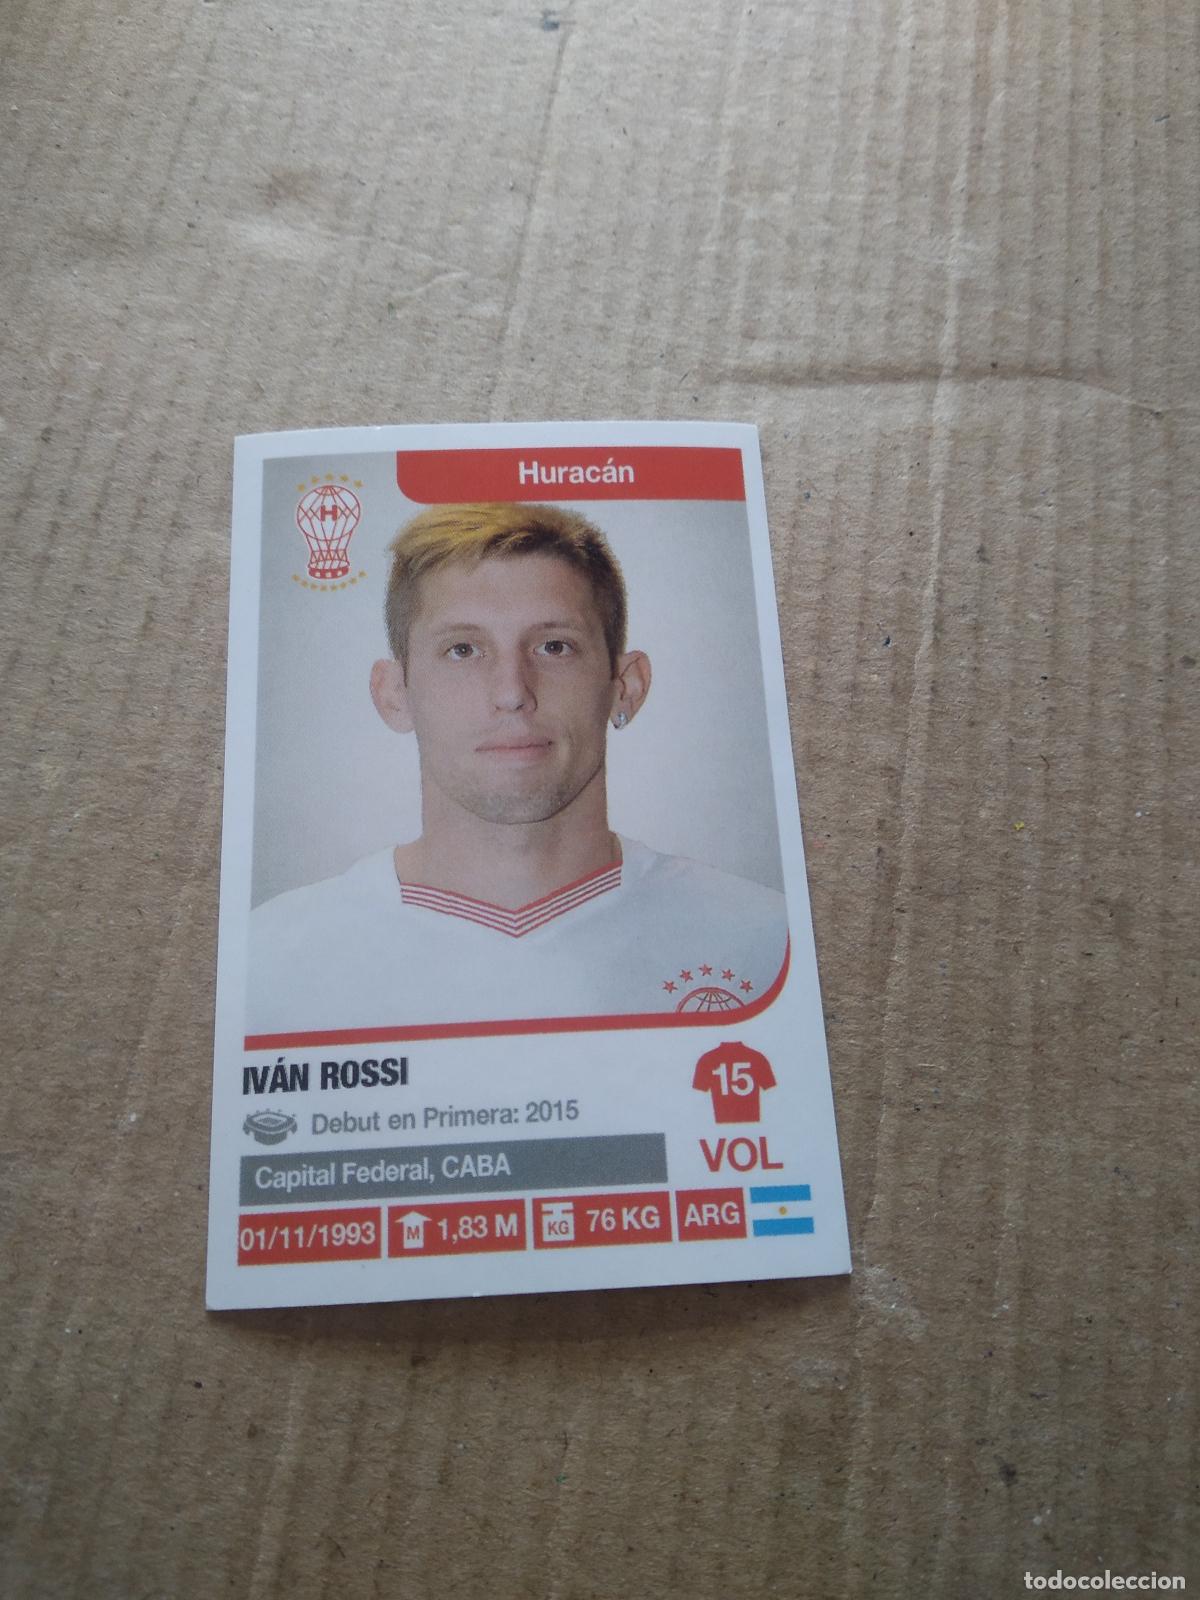 Huracán
H
IVÁN ROSSI
15
Debut en Primera: 2015
VOL
Capital Federal, CABA
01/11/1993
M 1,83 M
KG 76 KG
ARG
todocoleccion